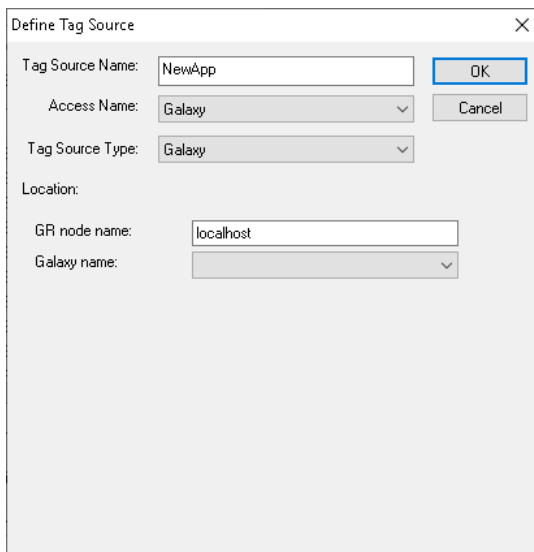 Define Tag Source
Tag Source Name: NewApp
OK
Access Name: Galaxy
Cancel
Tag Source Type: Galaxy
Location:
GR node name: localhost
Galaxy name: